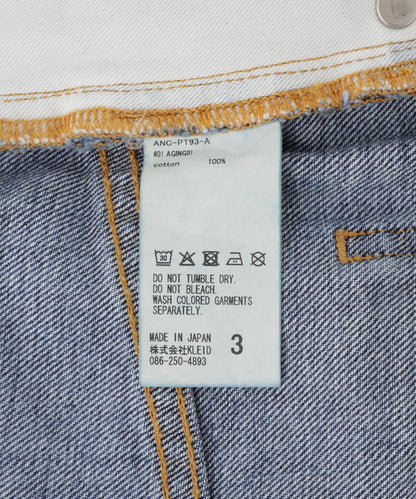 ANC-PT93-A
#01 AGING01
cotton 100%
30
DO NOT TUMBLE DRY.
DO NOT BLEACH.
WASH COLORED GARMENTS
SEPARATELY.
MADE IN JAPAN 3
株式会社KLEID
086-250-4893